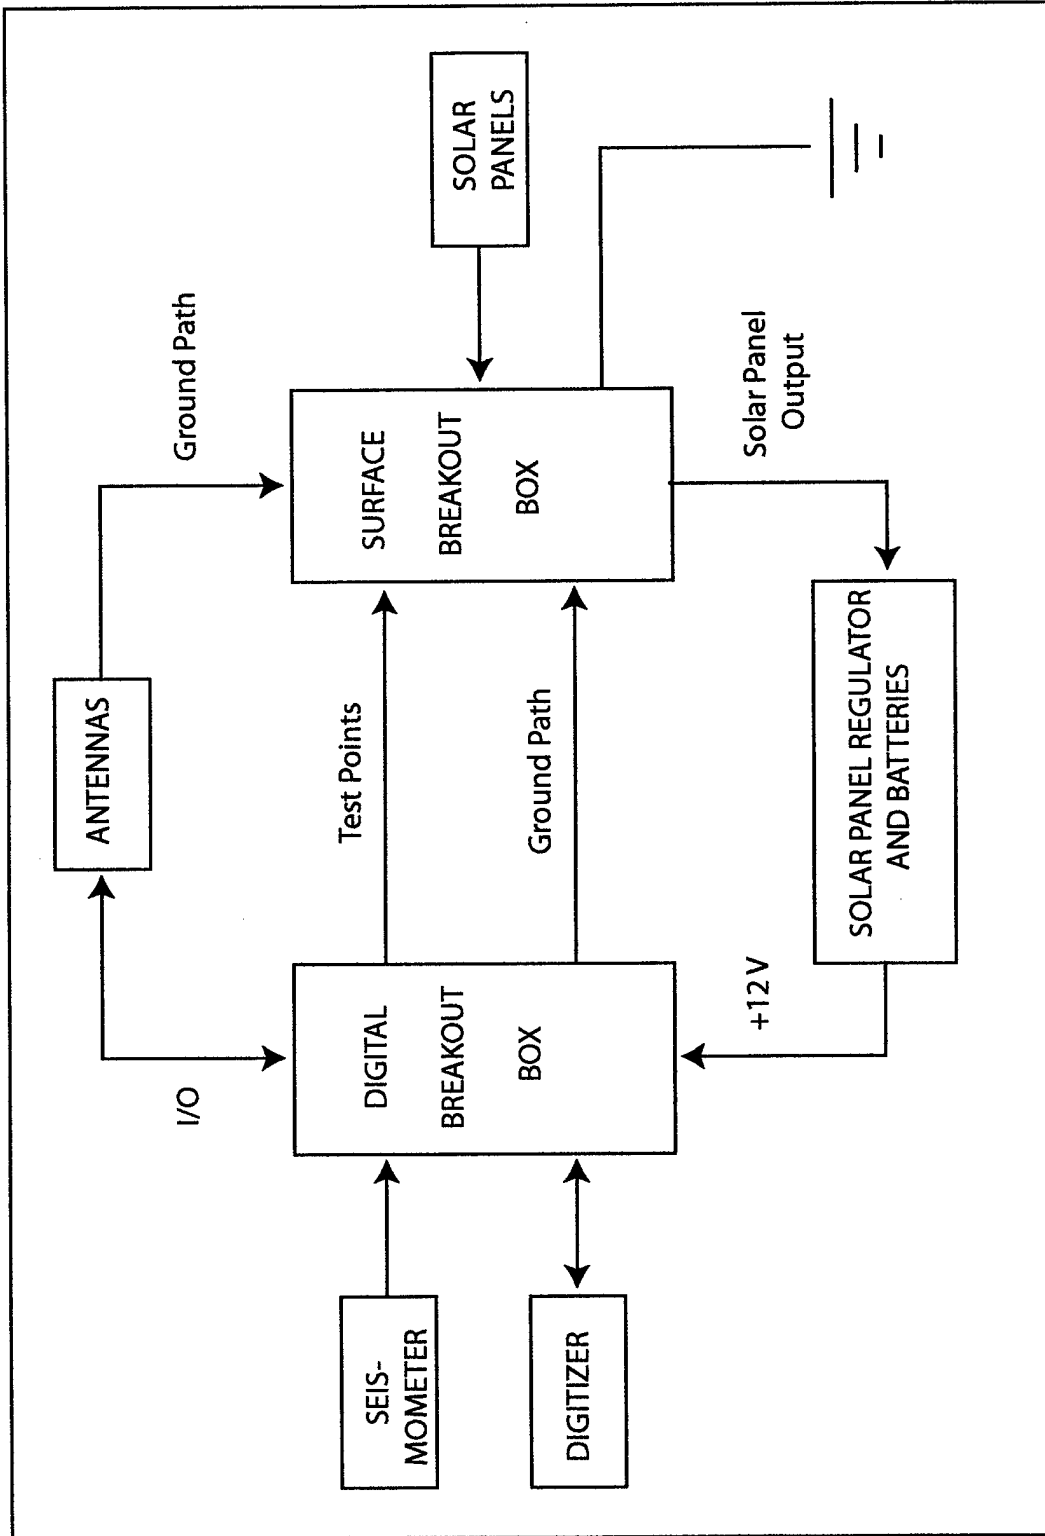 ANTENNAS
I/O
Ground Path
SEIS-
MOMETER
DIGITIZER
DIGITAL
BREAKOUT
BOX
Test Points
Ground Path
SURFACE
BREAKOUT
BOX
SOLAR
PANELS
+12V
SOLAR PANEL REGULATOR
AND BATTERIES
Solar Panel
Output